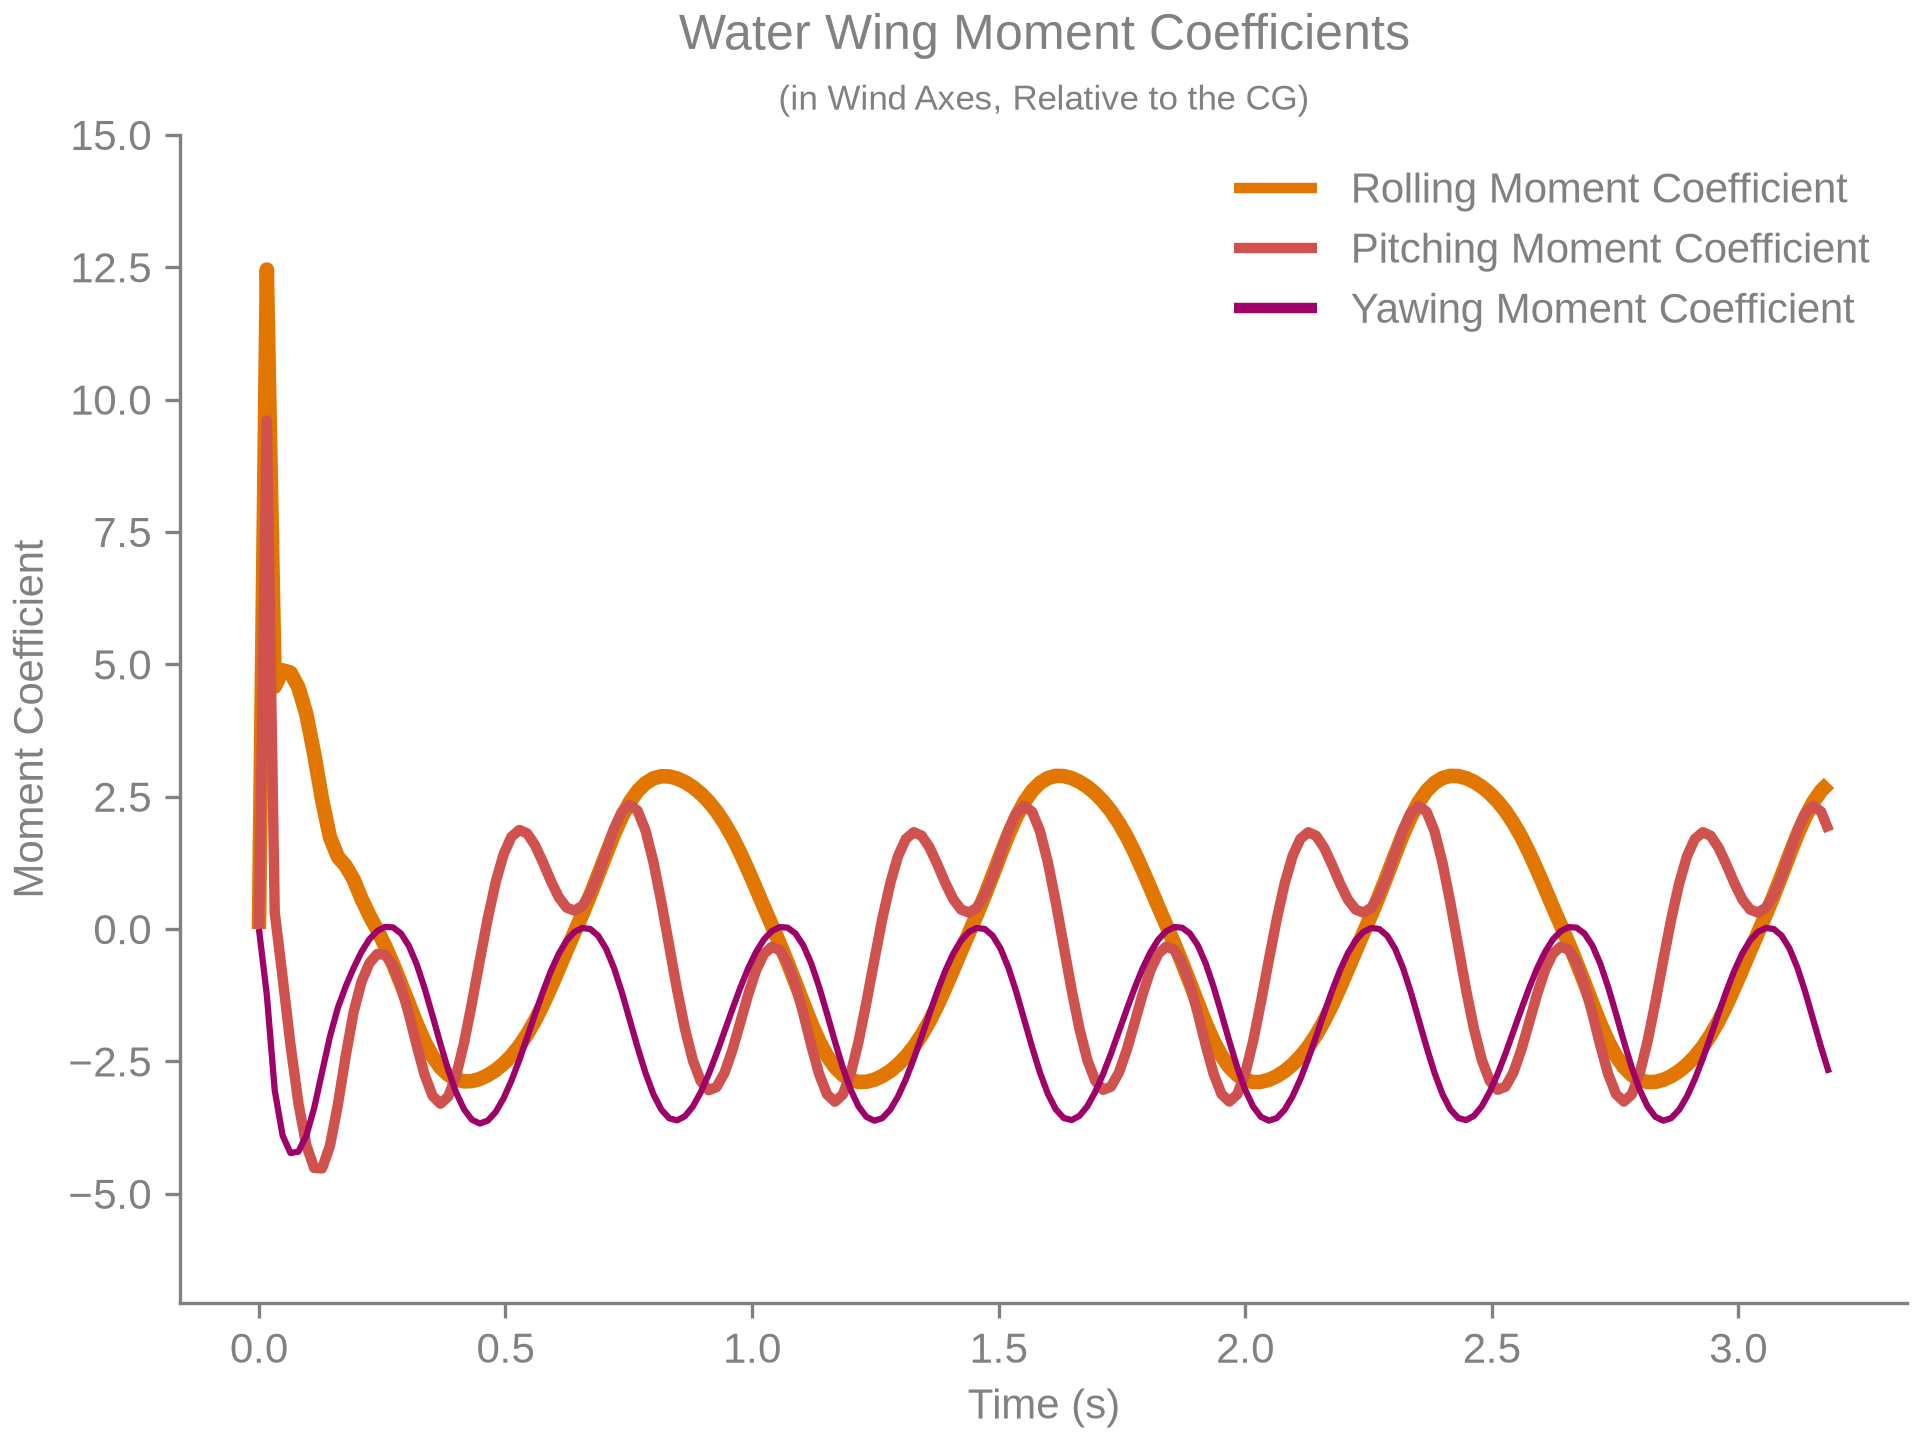 Water Wing Moment Coefficients
(in Wind Axes, Relative to the CG)
15.0
12.5
10.0
7.5
5.0
2.5
0.0
−2.5
−5.0
Moment Coefficient
Rolling Moment Coefficient
Pitching Moment Coefficient
Yawing Moment Coefficient
0.0 0.5 1.0 1.5 2.0 2.5 3.0
Time (s)